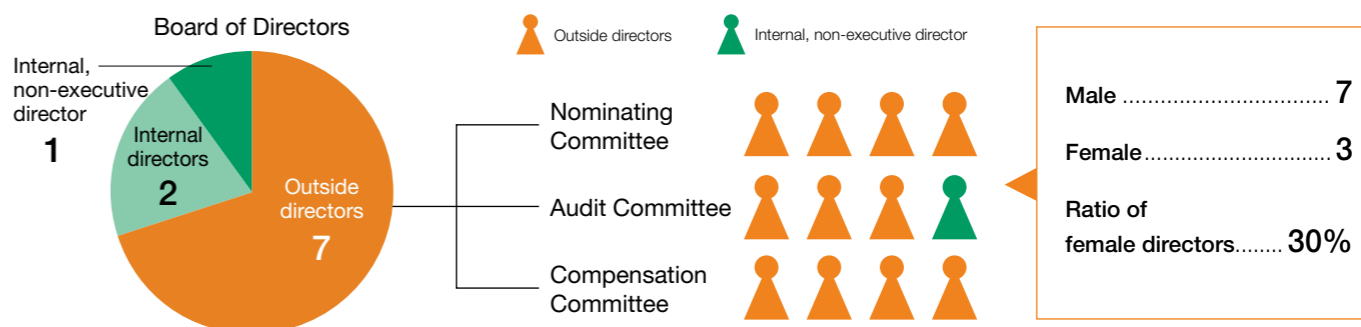 Board of Directors
Internal,
non-executive
director
1
Internal
directors
2
Outside
directors
7
Outside directors
Internal, non-executive director
Nominating
Committee
Audit Committee
Compensation
Committee
Male ................................. 7
Female ............................. 3
Ratio of
female directors........ 30%